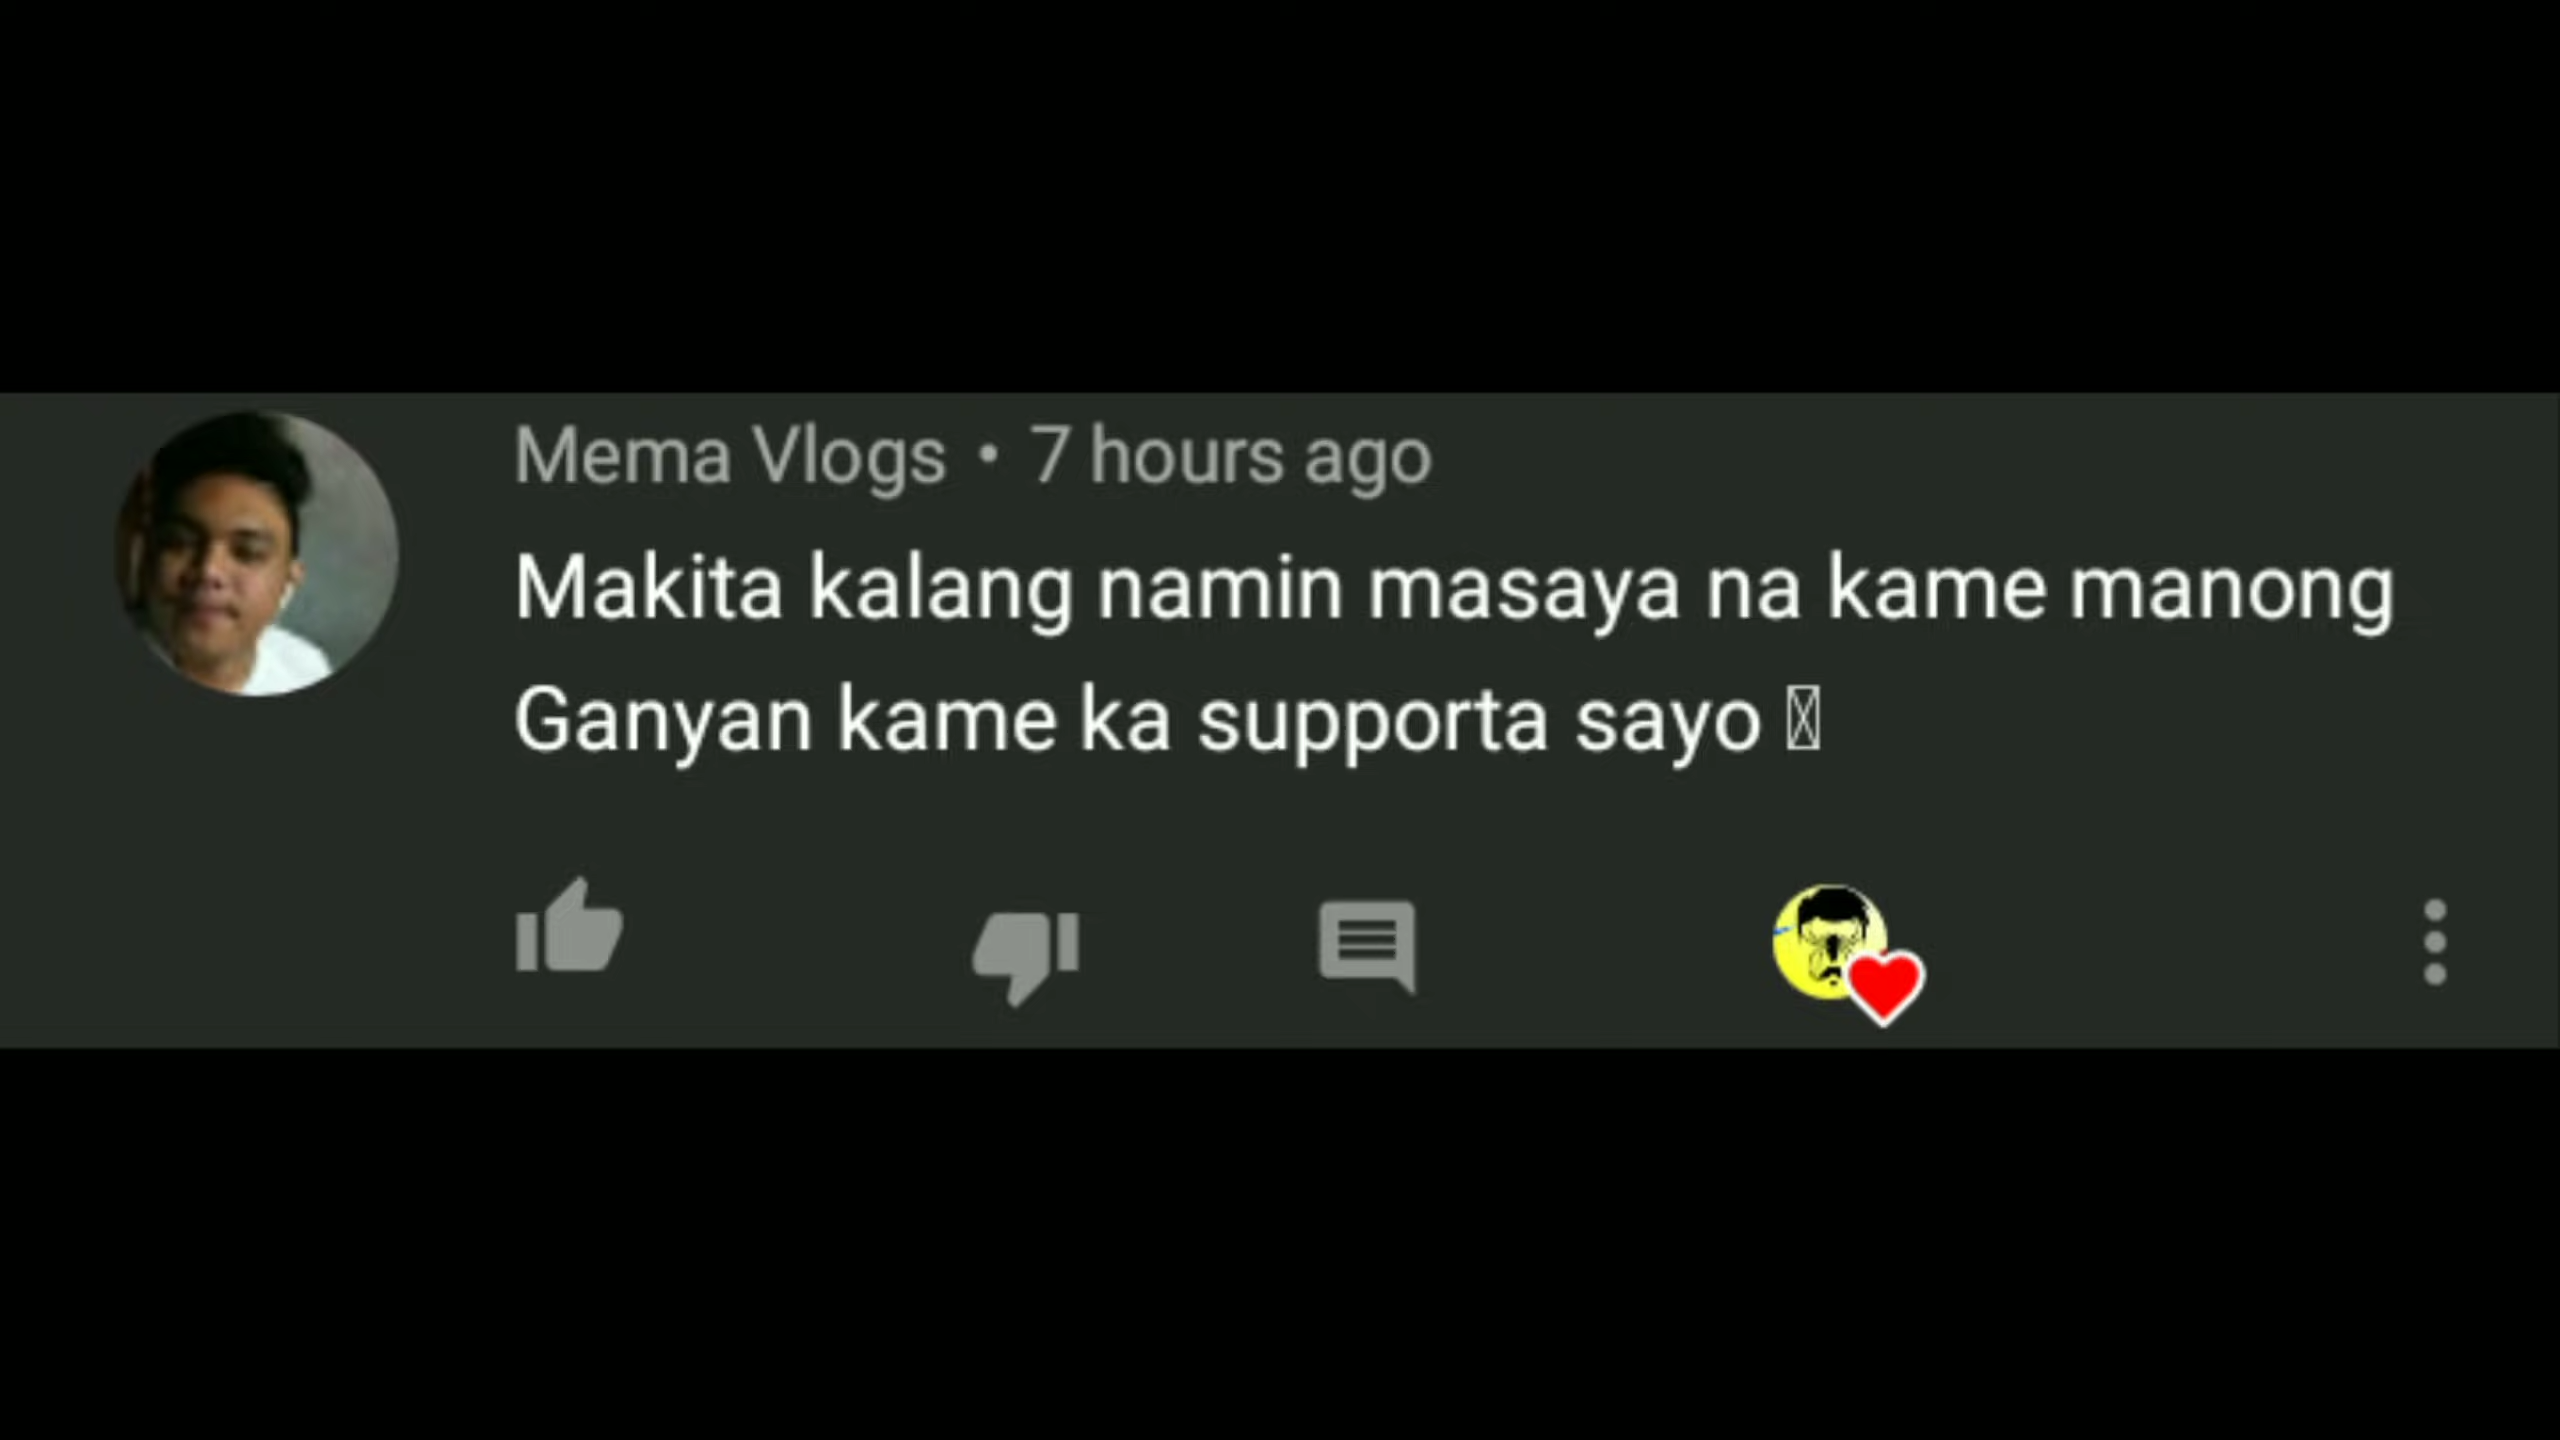 Mema Vlogs • 7 hours ago
Makita kalang namin masaya na kame manong
Ganyan kame ka supporta sayo